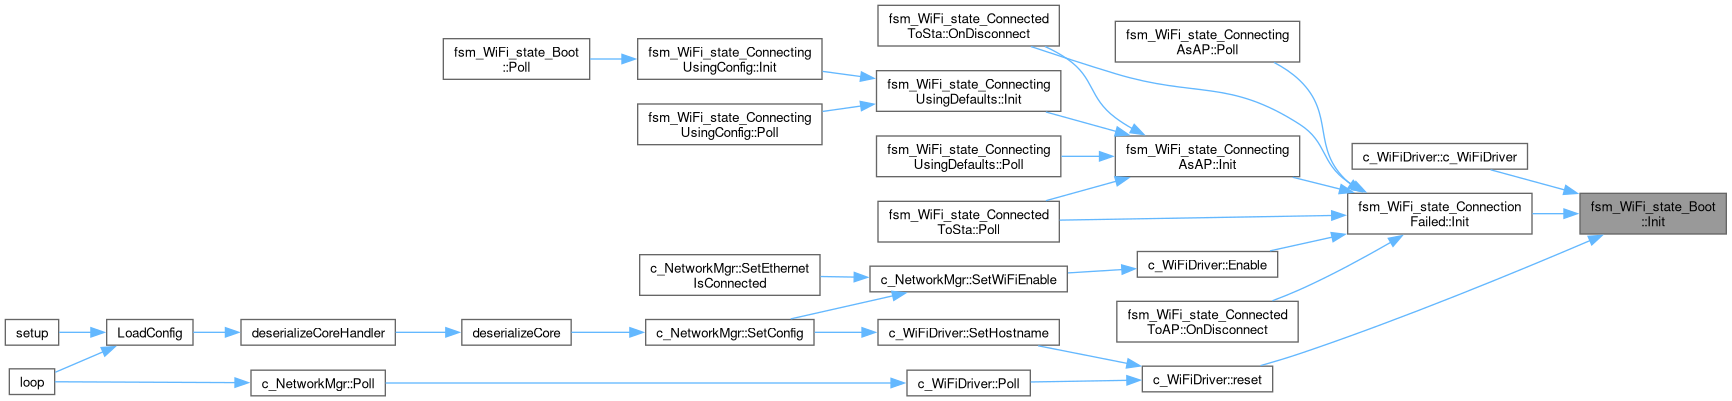 fsm_WiFi_state_Connected
ToSta::OnDisconnect
fsm_WiFi_state_Connecting
AsAP::Poll
fsm_WiFi_state_Boot
::Poll
fsm_WiFi_state_Connecting
UsingConfig::Init
fsm_WiFi_state_Connecting
UsingDefaults::Init
fsm_WiFi_state_Connecting
UsingConfig::Poll
fsm_WiFi_state_Connecting
UsingDefaults::Poll
fsm_WiFi_state_Connecting
AsAP::Init
c_WiFiDriver::c_WiFiDriver
fsm_WiFi_state_Connected
ToSta::Poll
fsm_WiFi_state_Connection
Failed::Init
fsm_WiFi_state_Boot
::Init
c_NetworkMgr::SetEthernet
IsConnected
c_NetworkMgr::SetWiFiEnable
c_WiFiDriver::Enable
fsm_WiFi_state_Connected
ToAP::OnDisconnect
setup
LoadConfig
deserializeCoreHandler
deserializeCore
c_NetworkMgr::SetConfig
c_WiFiDriver::SetHostname
loop
c_NetworkMgr::Poll
c_WiFiDriver::Poll
c_WiFiDriver::reset